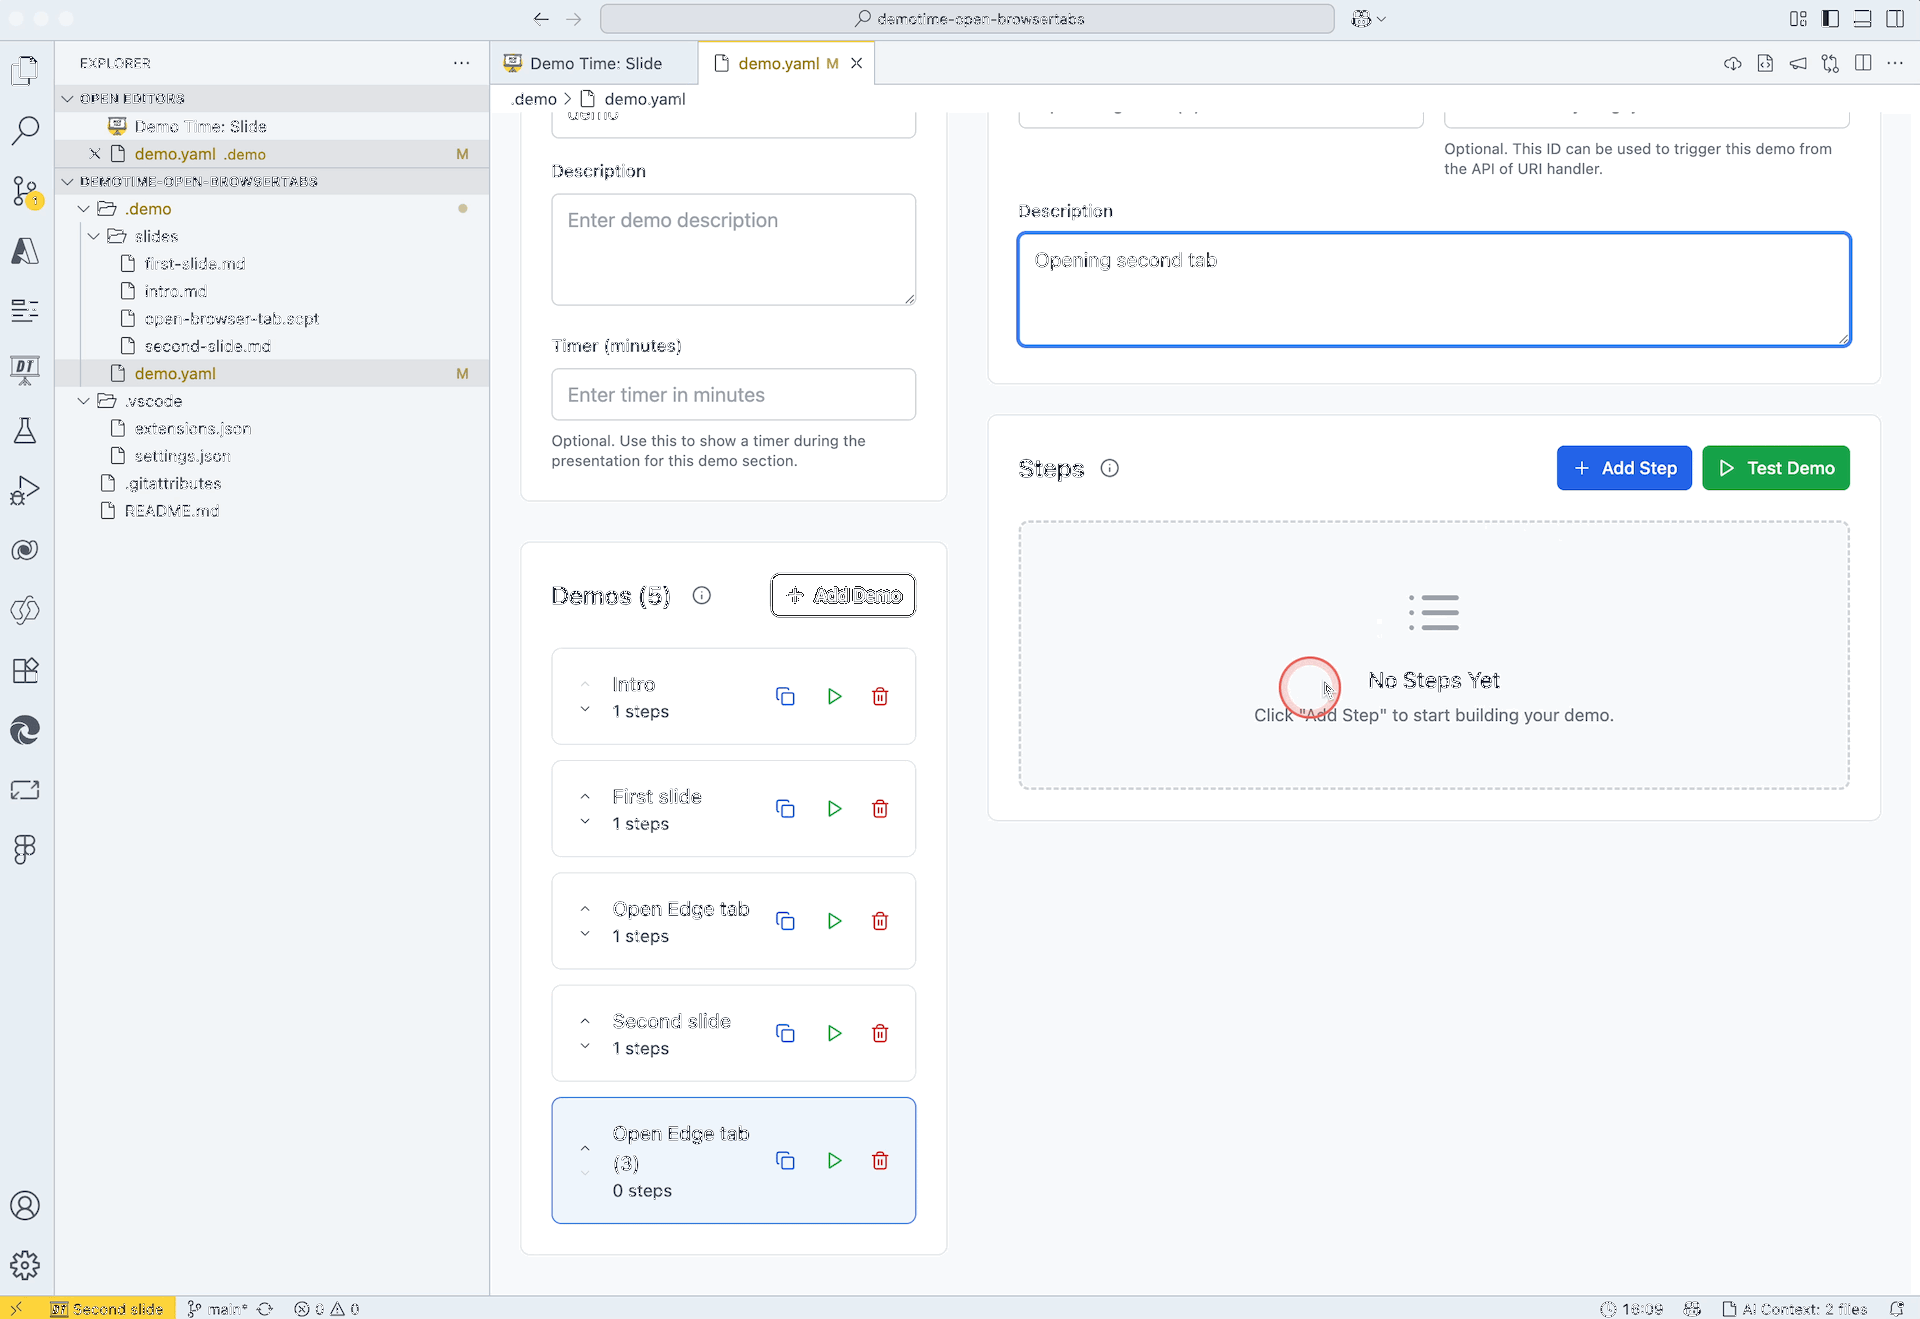 demotime-open-browsertabs
EXPLORER
OPEN EDITORS
Demo Time: Slide
demo.yaml .demo M
DEMOTIME-OPEN-BROWSERTABS
.demo
slides
first-slide.md
intro.md
open-browser-tab.scpt
second-slide.md
demo.yaml M
.vscode
extensions.json
settings.json
.gitattributes
README.md
Demo Time: Slide
demo.yaml M
.demo > demo.yaml
demo
Description
Enter demo description
Timer (minutes)
Enter timer in minutes
Optional. Use this to show a timer during the
presentation for this demo section.
Demos (5)
Add Demo
Intro
1 steps
First slide
1 steps
Open Edge tab
1 steps
Second slide
1 steps
Open Edge tab
(3)
0 steps
Optional. This ID can be used to trigger this demo from
the API of URI handler.
Description
Opening second tab
Steps
Add Step
Test Demo
No Steps Yet
Click "Add Step" to start building your demo.
DT
Second slide
main*
0
0
16:09
AI Context: 2 files